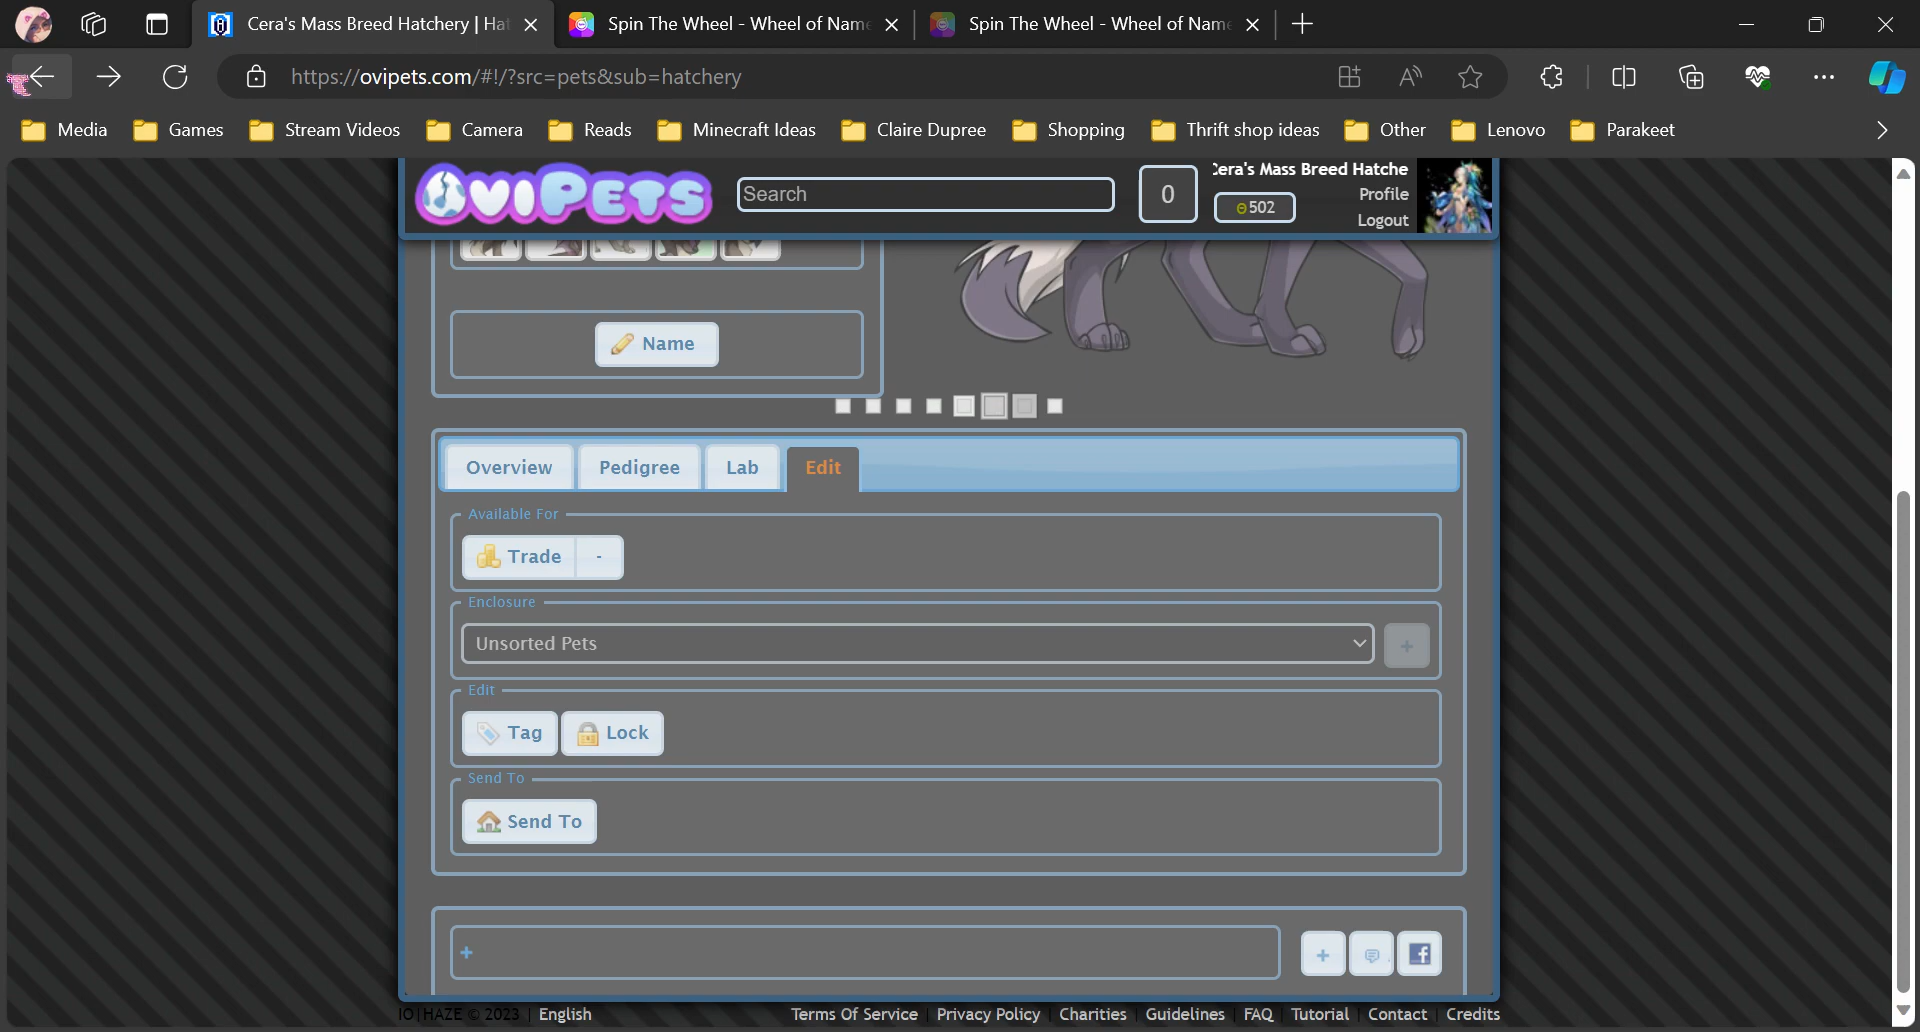 Cera's Mass Breed Hatchery | Hat
Spin The Wheel - Wheel of Name
Spin The Wheel - Wheel of Name
https://ovipets.com/#!/?src=pets&sub=hatchery
Media
Games
Stream Videos
Camera
Reads
Minecraft Ideas
Claire Dupree
Shopping
Thrift shop ideas
Other
Lenovo
Parakeet
OviPets
Search
0
Cera's Mass Breed Hatche
502
Profile
Logout
Name
Overview
Pedigree
Lab
Edit
Available For
Trade
-
Enclosure
Unsorted Pets
+
Edit
Tag
Lock
Send To
Send To
+
+
IO|HAZE © 2023 | English
Terms Of Service | Privacy Policy | Charities | Guidelines | FAQ | Tutorial | Contact | Credits